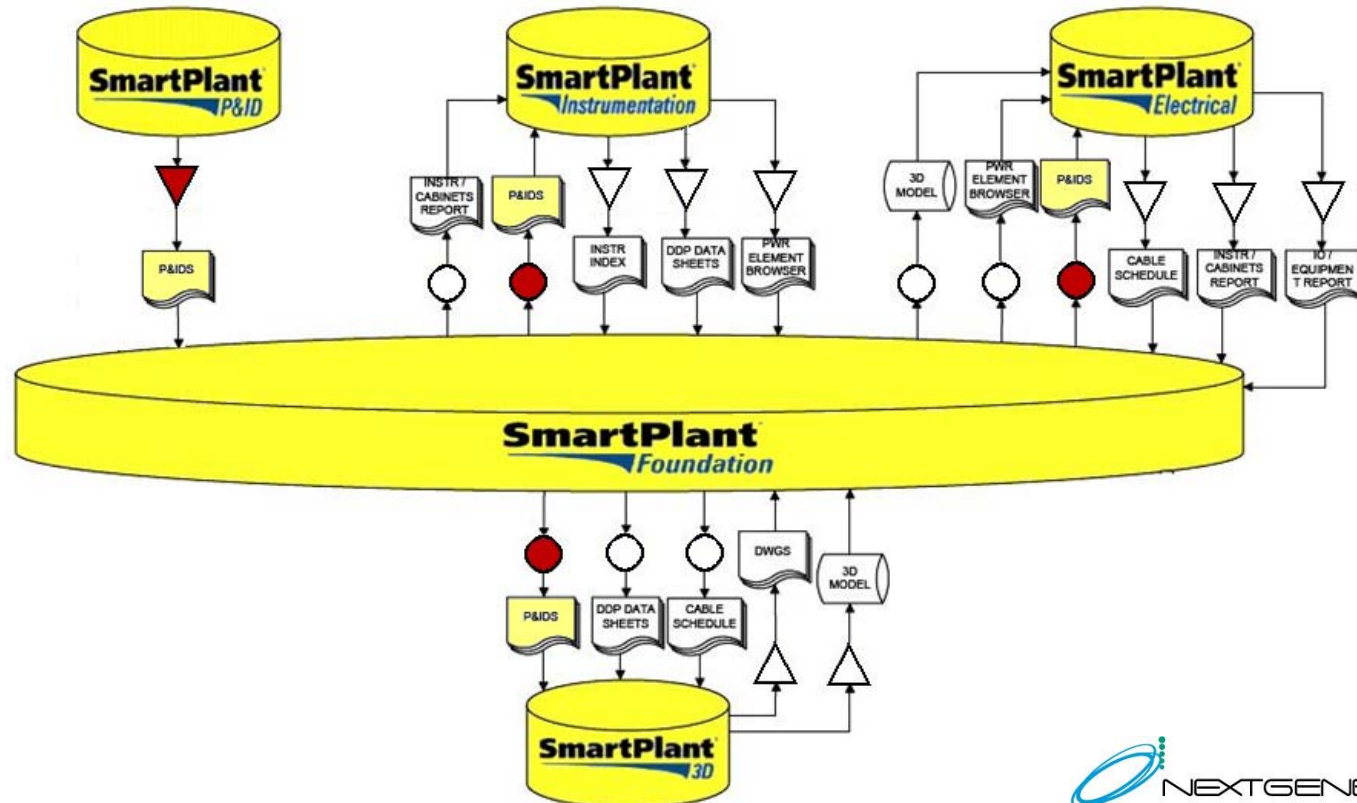 SmartPlant
P&ID
SmartPlant
Instrumentation
SmartPlant
Electrical
P&IDS
INSTR /
CABINETS
REPORT
P&IDS
INSTR
INDEX
DDP DATA
SHEETS
PWR
ELEMENT
BROWSER
3D
MODEL
PWR
ELEMENT
BROWSER
P&IDS
CABLE
SCHEDULE
INSTR /
CABINETS
REPORT
IO /
EQUIPMEN
T REPORT
SmartPlant
Foundation
P&IDS
DDP DATA
SHEETS
CABLE
SCHEDULE
DWGS
3D
MODEL
SmartPlant
3D
NEXTGENE